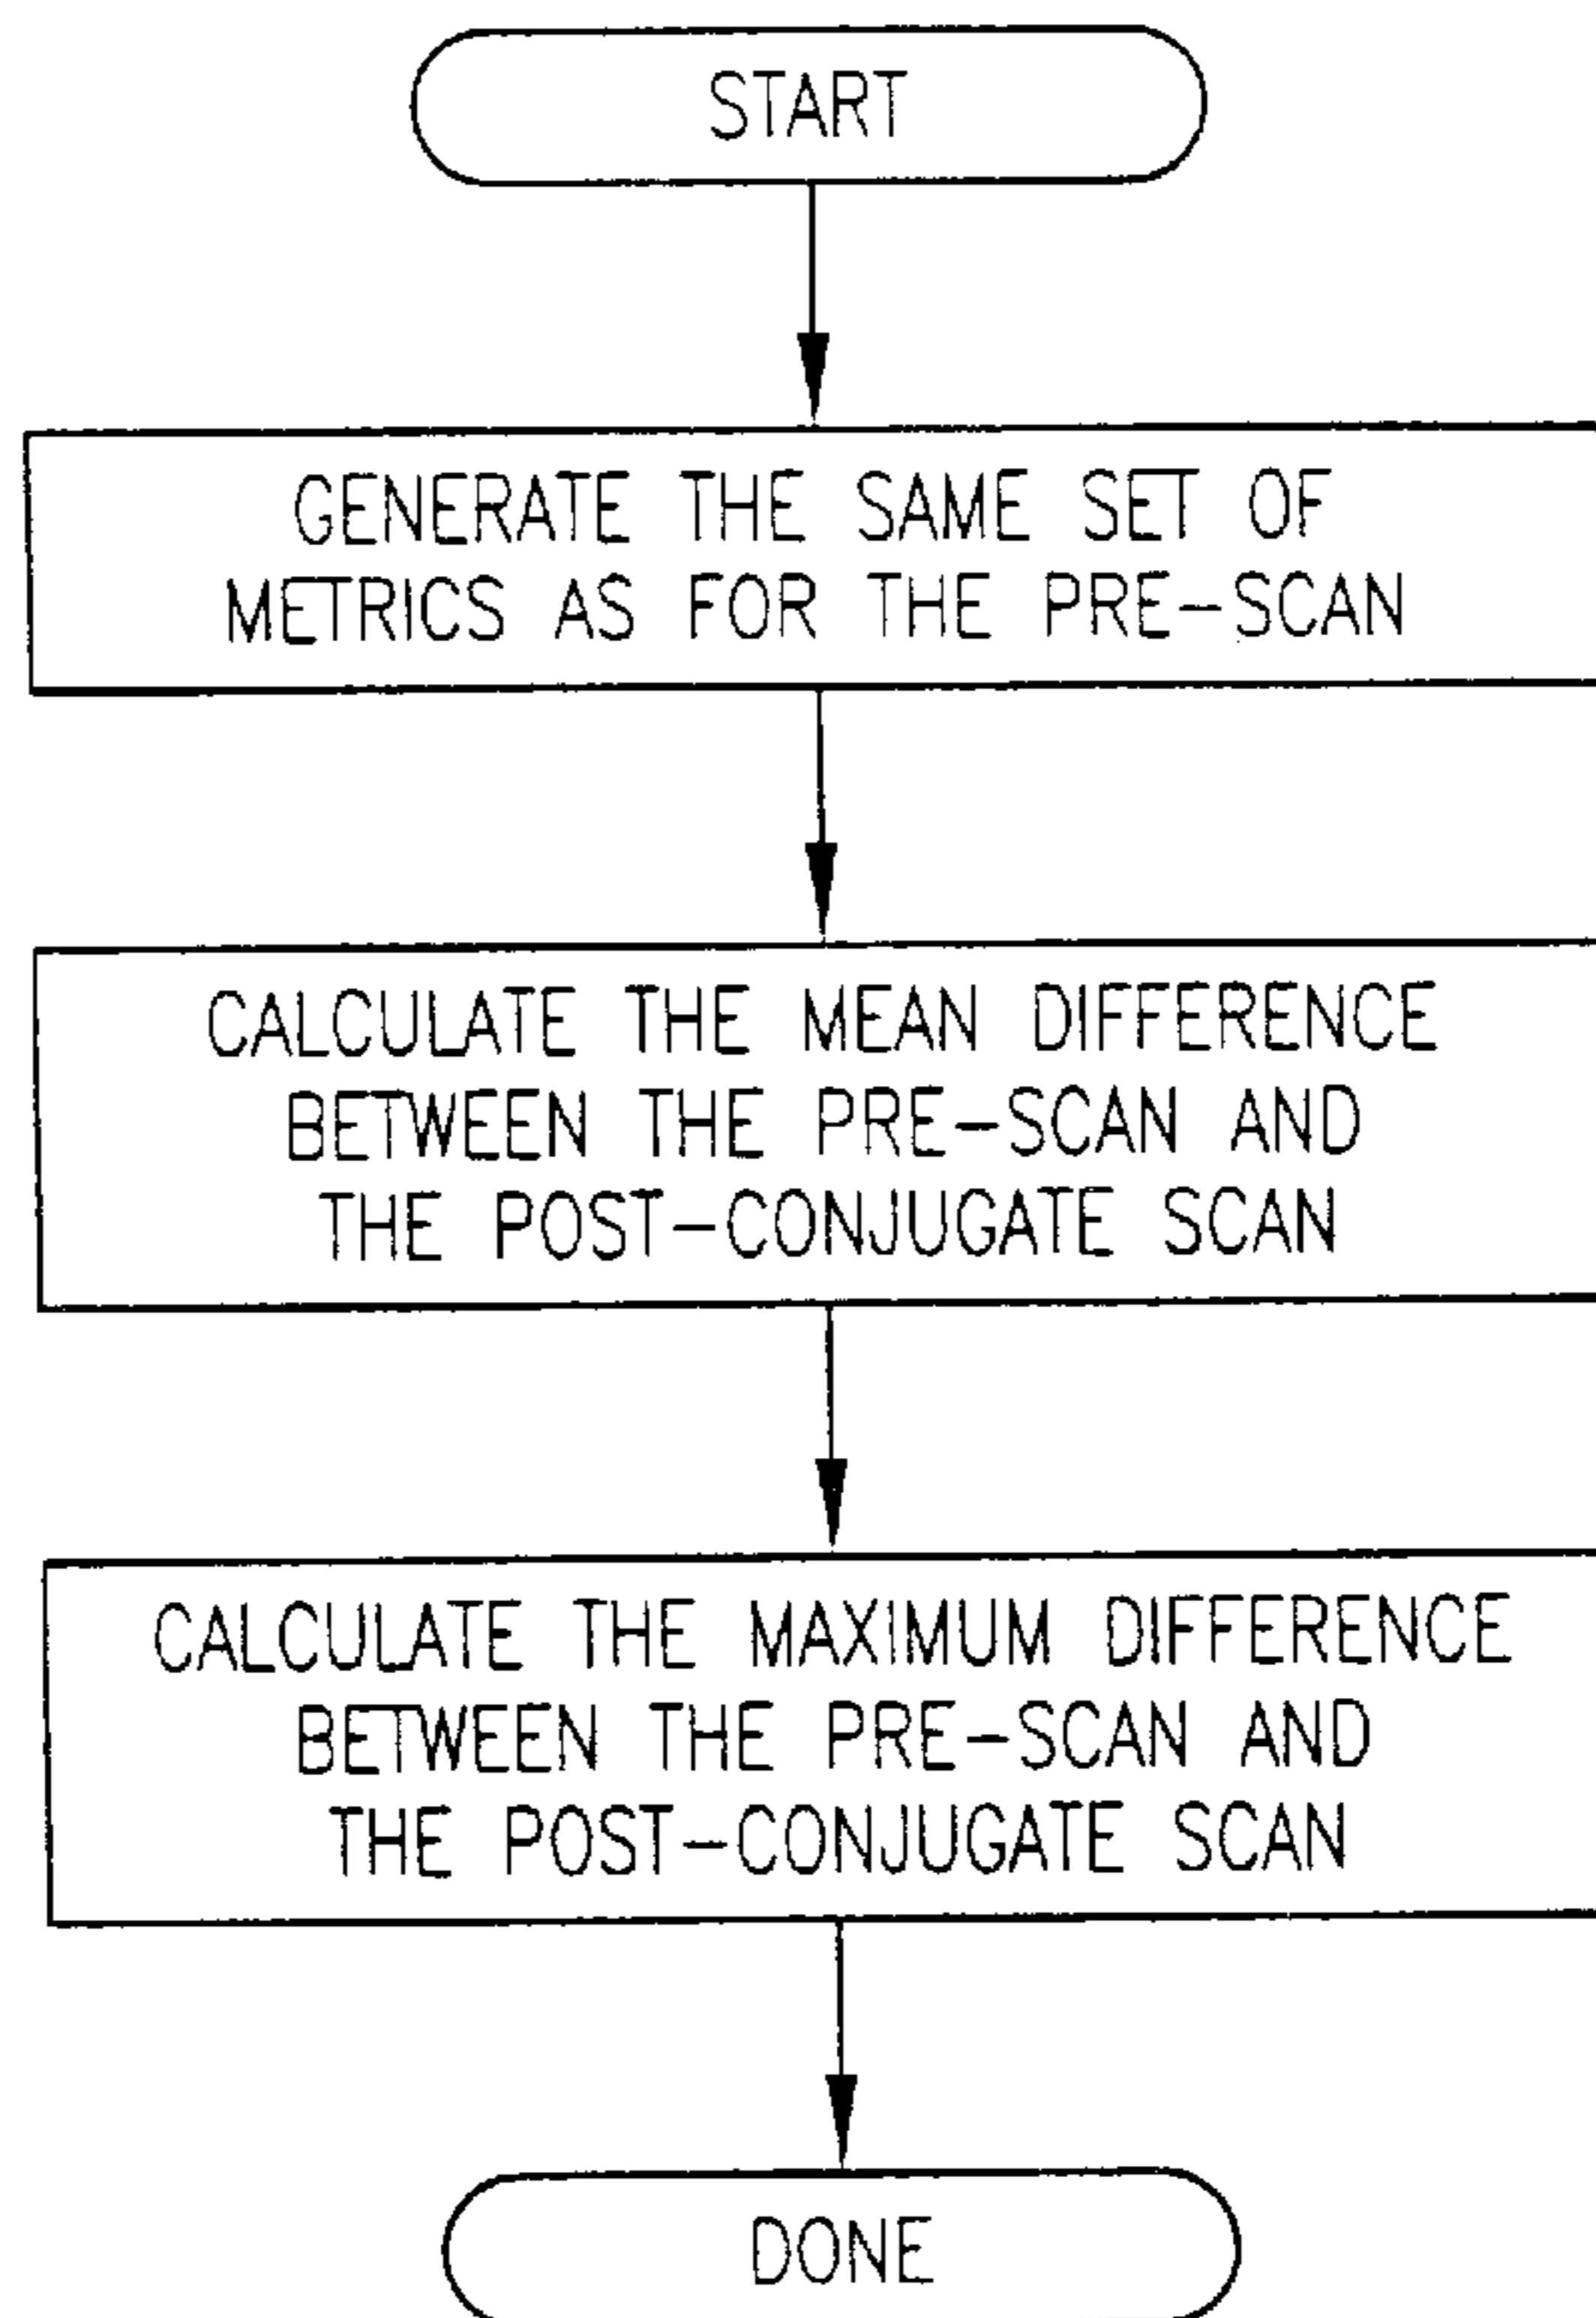 START
GENERATE THE SAME SET OF
METRICS AS FOR THE PRE-SCAN
CALCULATE THE MEAN DIFFERENCE
BETWEEN THE PRE-SCAN AND
THE POST-CONJUGATE SCAN
CALCULATE THE MAXIMUM DIFFERENCE
BETWEEN THE PRE-SCAN AND
THE POST-CONJUGATE SCAN
DONE